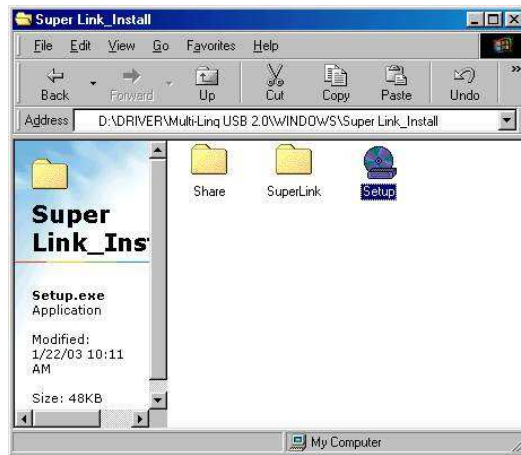 Super Link_Install
File Edit View Go Favorites Help
Back Forward Up Cut Copy Paste Undo »
Address D:\DRIVER\Multi-Linq USB 2.0\WINDOWS\Super Link_Install
Share SuperLink Setup
Super
Link_Ins
Setup.exe
Application
Modified:
1/22/03 10:11
AM
Size: 48KB
My Computer